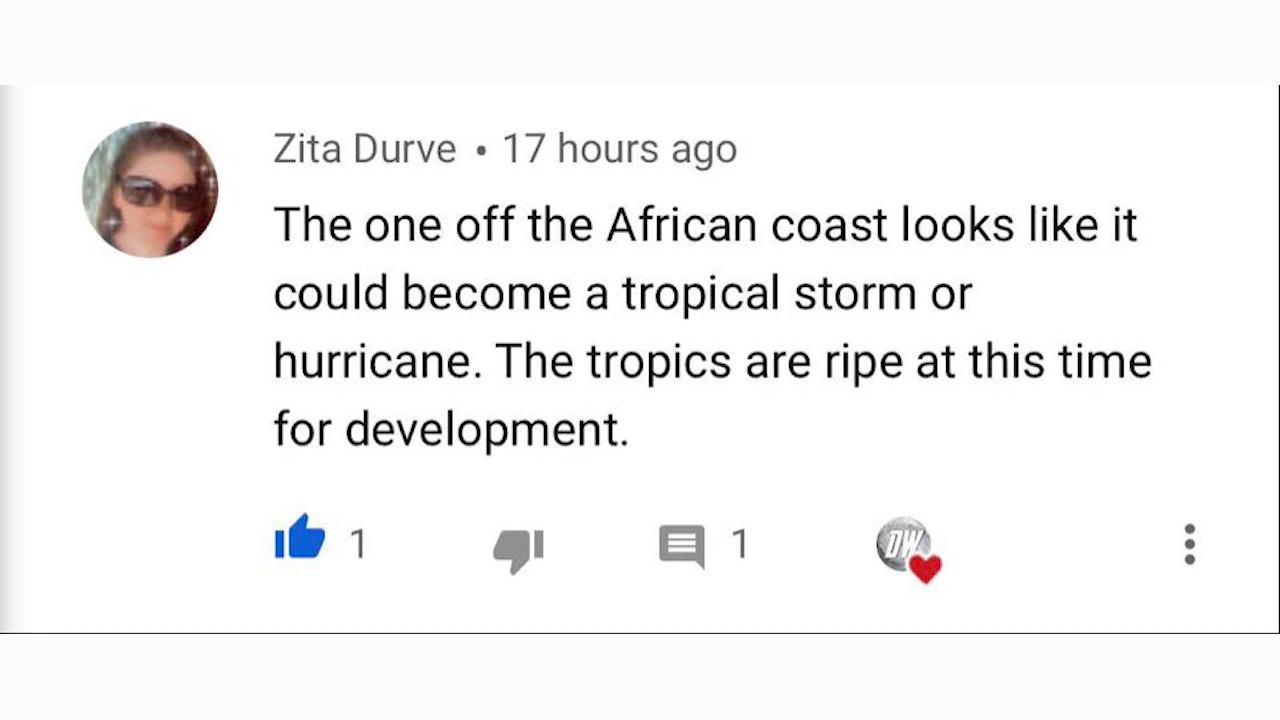 Zita Durve • 17 hours ago
The one off the African coast looks like it
could become a tropical storm or
hurricane. The tropics are ripe at this time
for development.
1 1 DW